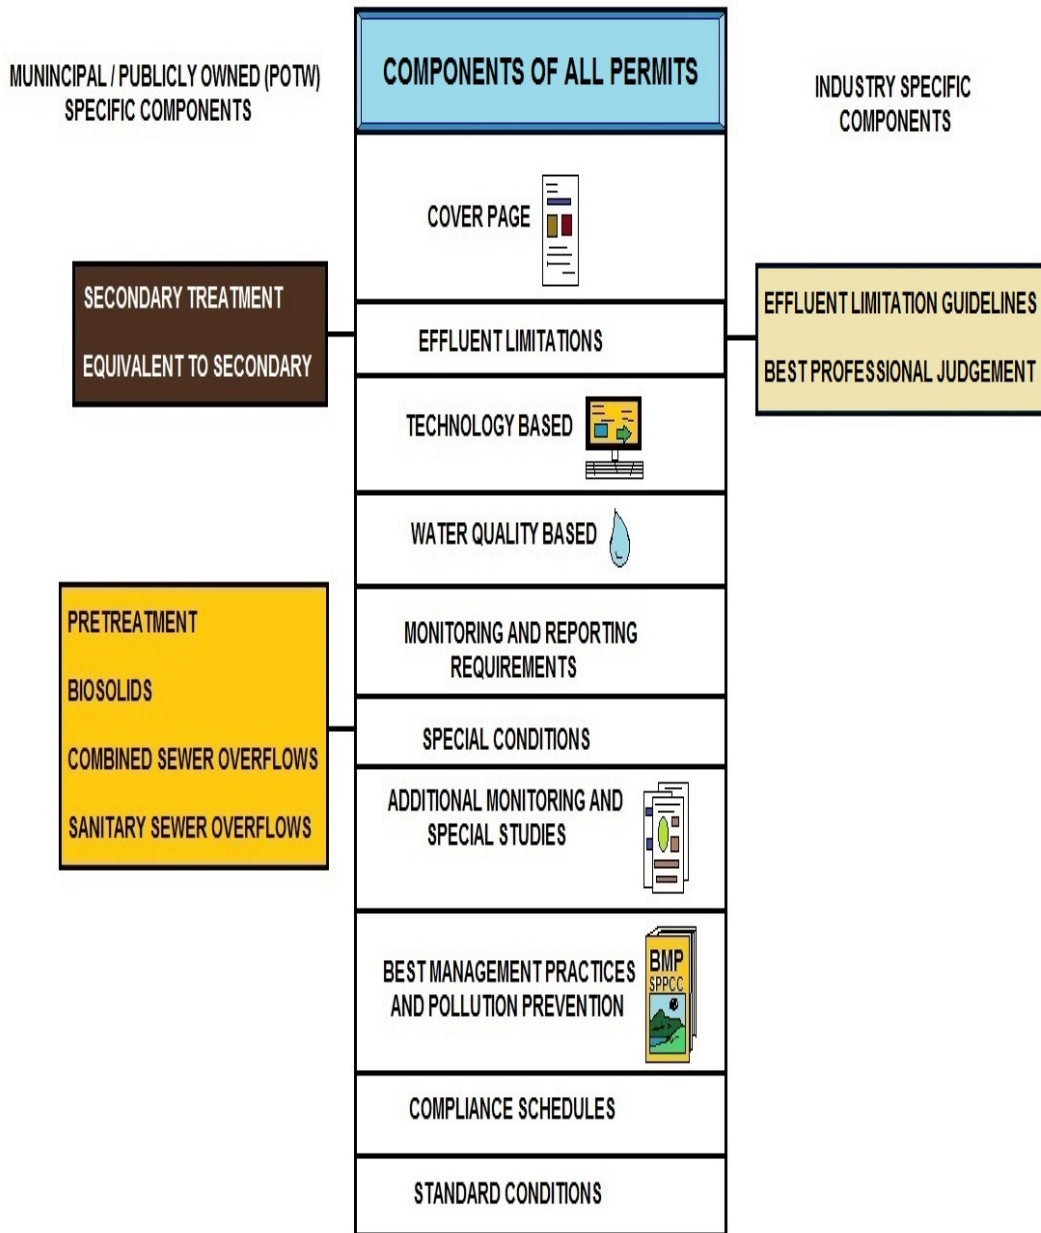 MUNINCIPAL / PUBLICLY OWNED (POTW)
SPECIFIC COMPONENTS
COMPONENTS OF ALL PERMITS
INDUSTRY SPECIFIC
COMPONENTS
COVER PAGE
SECONDARY TREATMENT
EQUIVALENT TO SECONDARY
EFFLUENT LIMITATIONS
EFFLUENT LIMITATION GUIDELINES
BEST PROFESSIONAL JUDGEMENT
TECHNOLOGY BASED
WATER QUALITY BASED
MONITORING AND REPORTING
REQUIREMENTS
PRETREATMENT
BIOSOLIDS
COMBINED SEWER OVERFLOWS
SANITARY SEWER OVERFLOWS
SPECIAL CONDITIONS
ADDITIONAL MONITORING AND
SPECIAL STUDIES
BEST MANAGEMENT PRACTICES
AND POLLUTION PREVENTION
BMP
SPPCC
COMPLIANCE SCHEDULES
STANDARD CONDITIONS